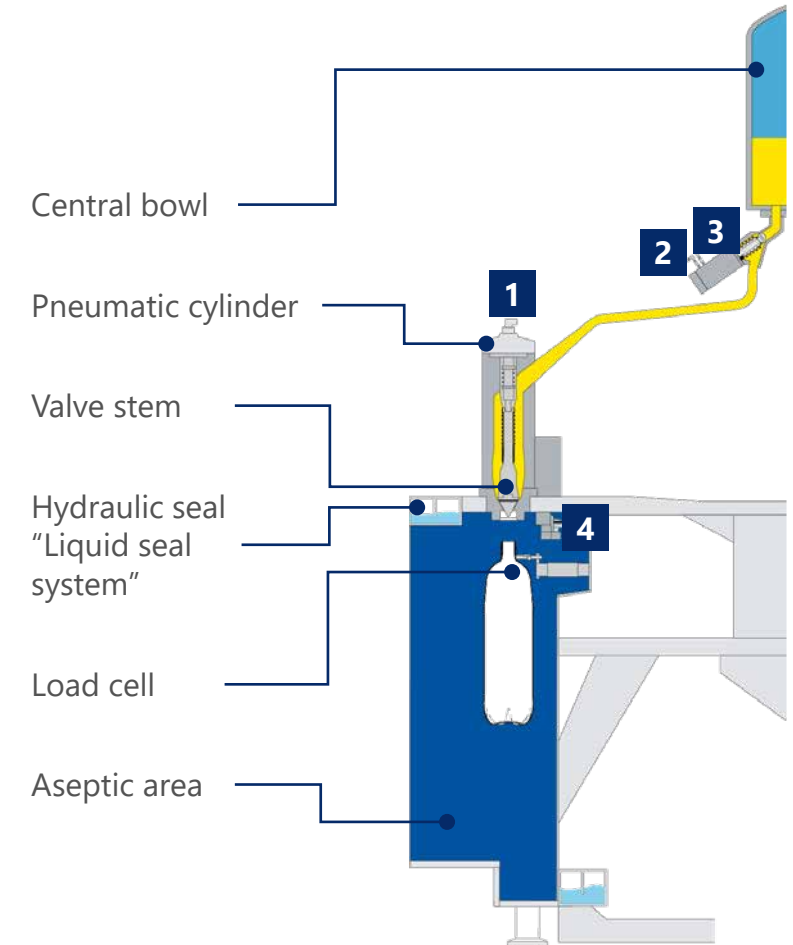 Central bowl
2
3
1
Pneumatic cylinder
Valve stem
Hydraulic seal
“Liquid seal
system”
4
Load cell
Aseptic area